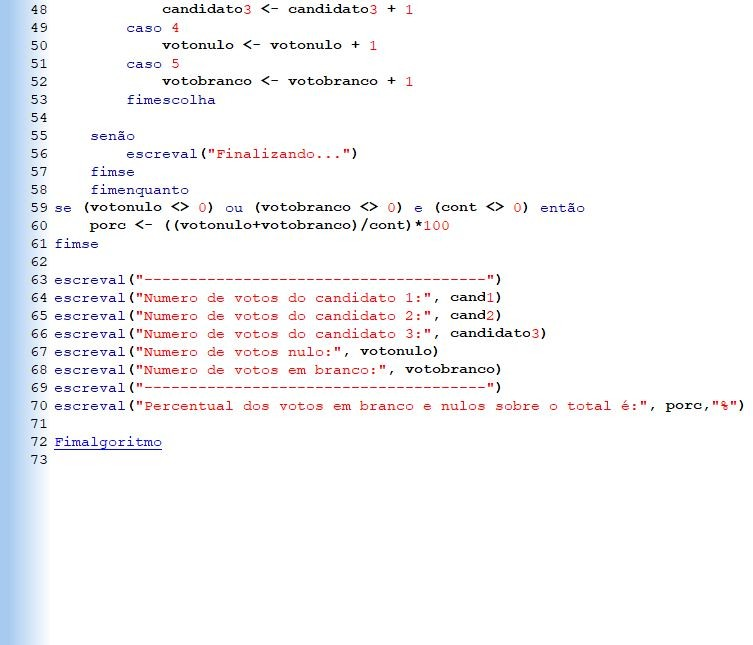 48 candidato3 <- candidato3 + 1
49 caso 4
50 votonulo <- votonulo + 1
51 caso 5
52 votobranco <- votobranco + 1
53 fimescolha
54
55 senão
56 escreval("Finalizando...")
57 fimse
58 fimenquanto
59 se (votonulo <> 0) ou (votobranco <> 0) e (cont <> 0) então
60 porc <- ((votonulo+votobranco)/cont)*100
61 fimse
62
63 escreval("--------------------------------------")
64 escreval("Numero de votos do candidato 1:", cand1)
65 escreval("Numero de votos do candidato 2:", cand2)
66 escreval("Numero de votos do candidato 3:", candidato3)
67 escreval("Numero de votos nulo:", votonulo)
68 escreval("Numero de votos em branco:", votobranco)
69 escreval("--------------------------------------")
70 escreval("Percentual dos votos em branco e nulos sobre o total é:", porc,"%")
71
72 Fimalgoritmo
73